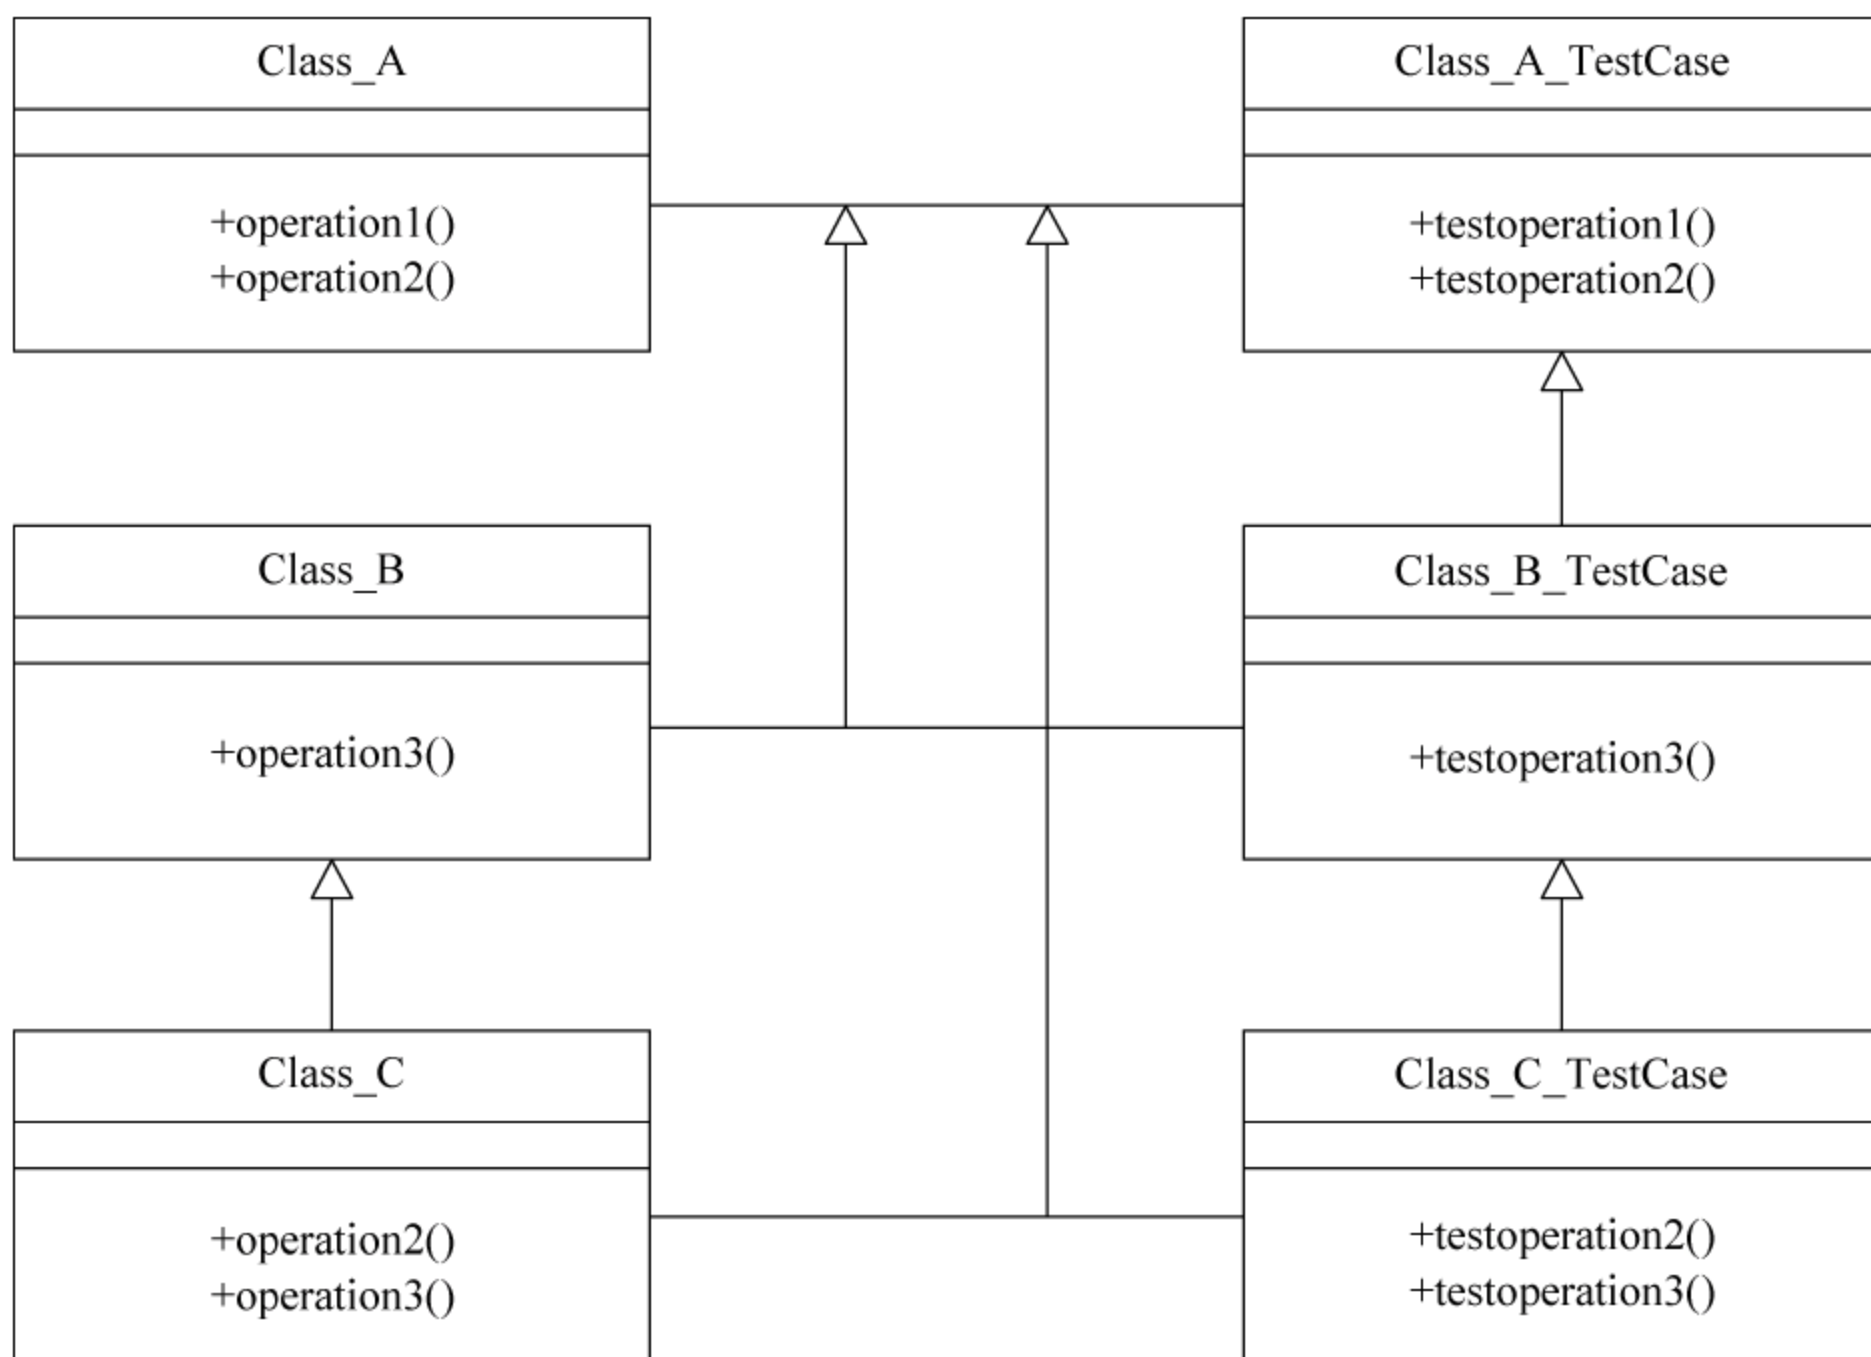 Class_A
+operation1()
+operation2()
Class_A_TestCase
+testoperation1()
+testoperation2()
Class_B
+operation3()
Class_B_TestCase
+testoperation3()
Class_C
+operation2()
+operation3()
Class_C_TestCase
+testoperation2()
+testoperation3()